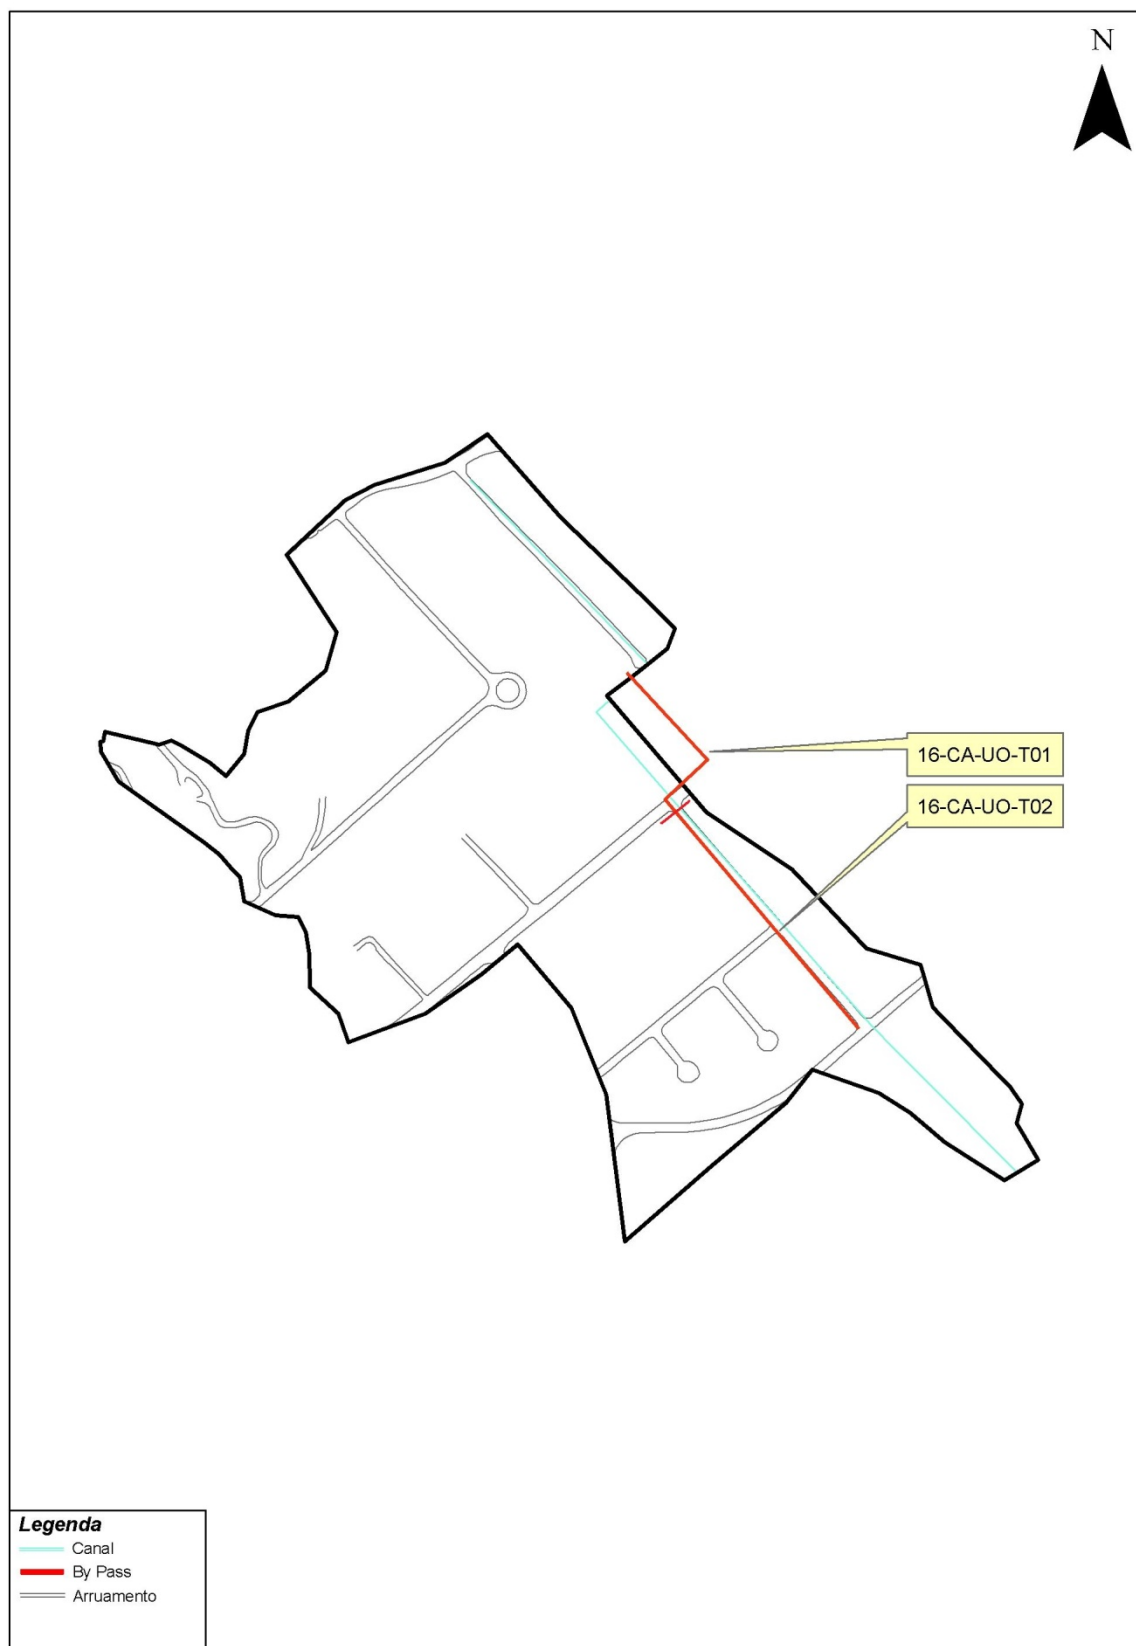 N
16-CA-UO-T01
16-CA-UO-T02
Legenda
Canal
By Pass
Arruamento